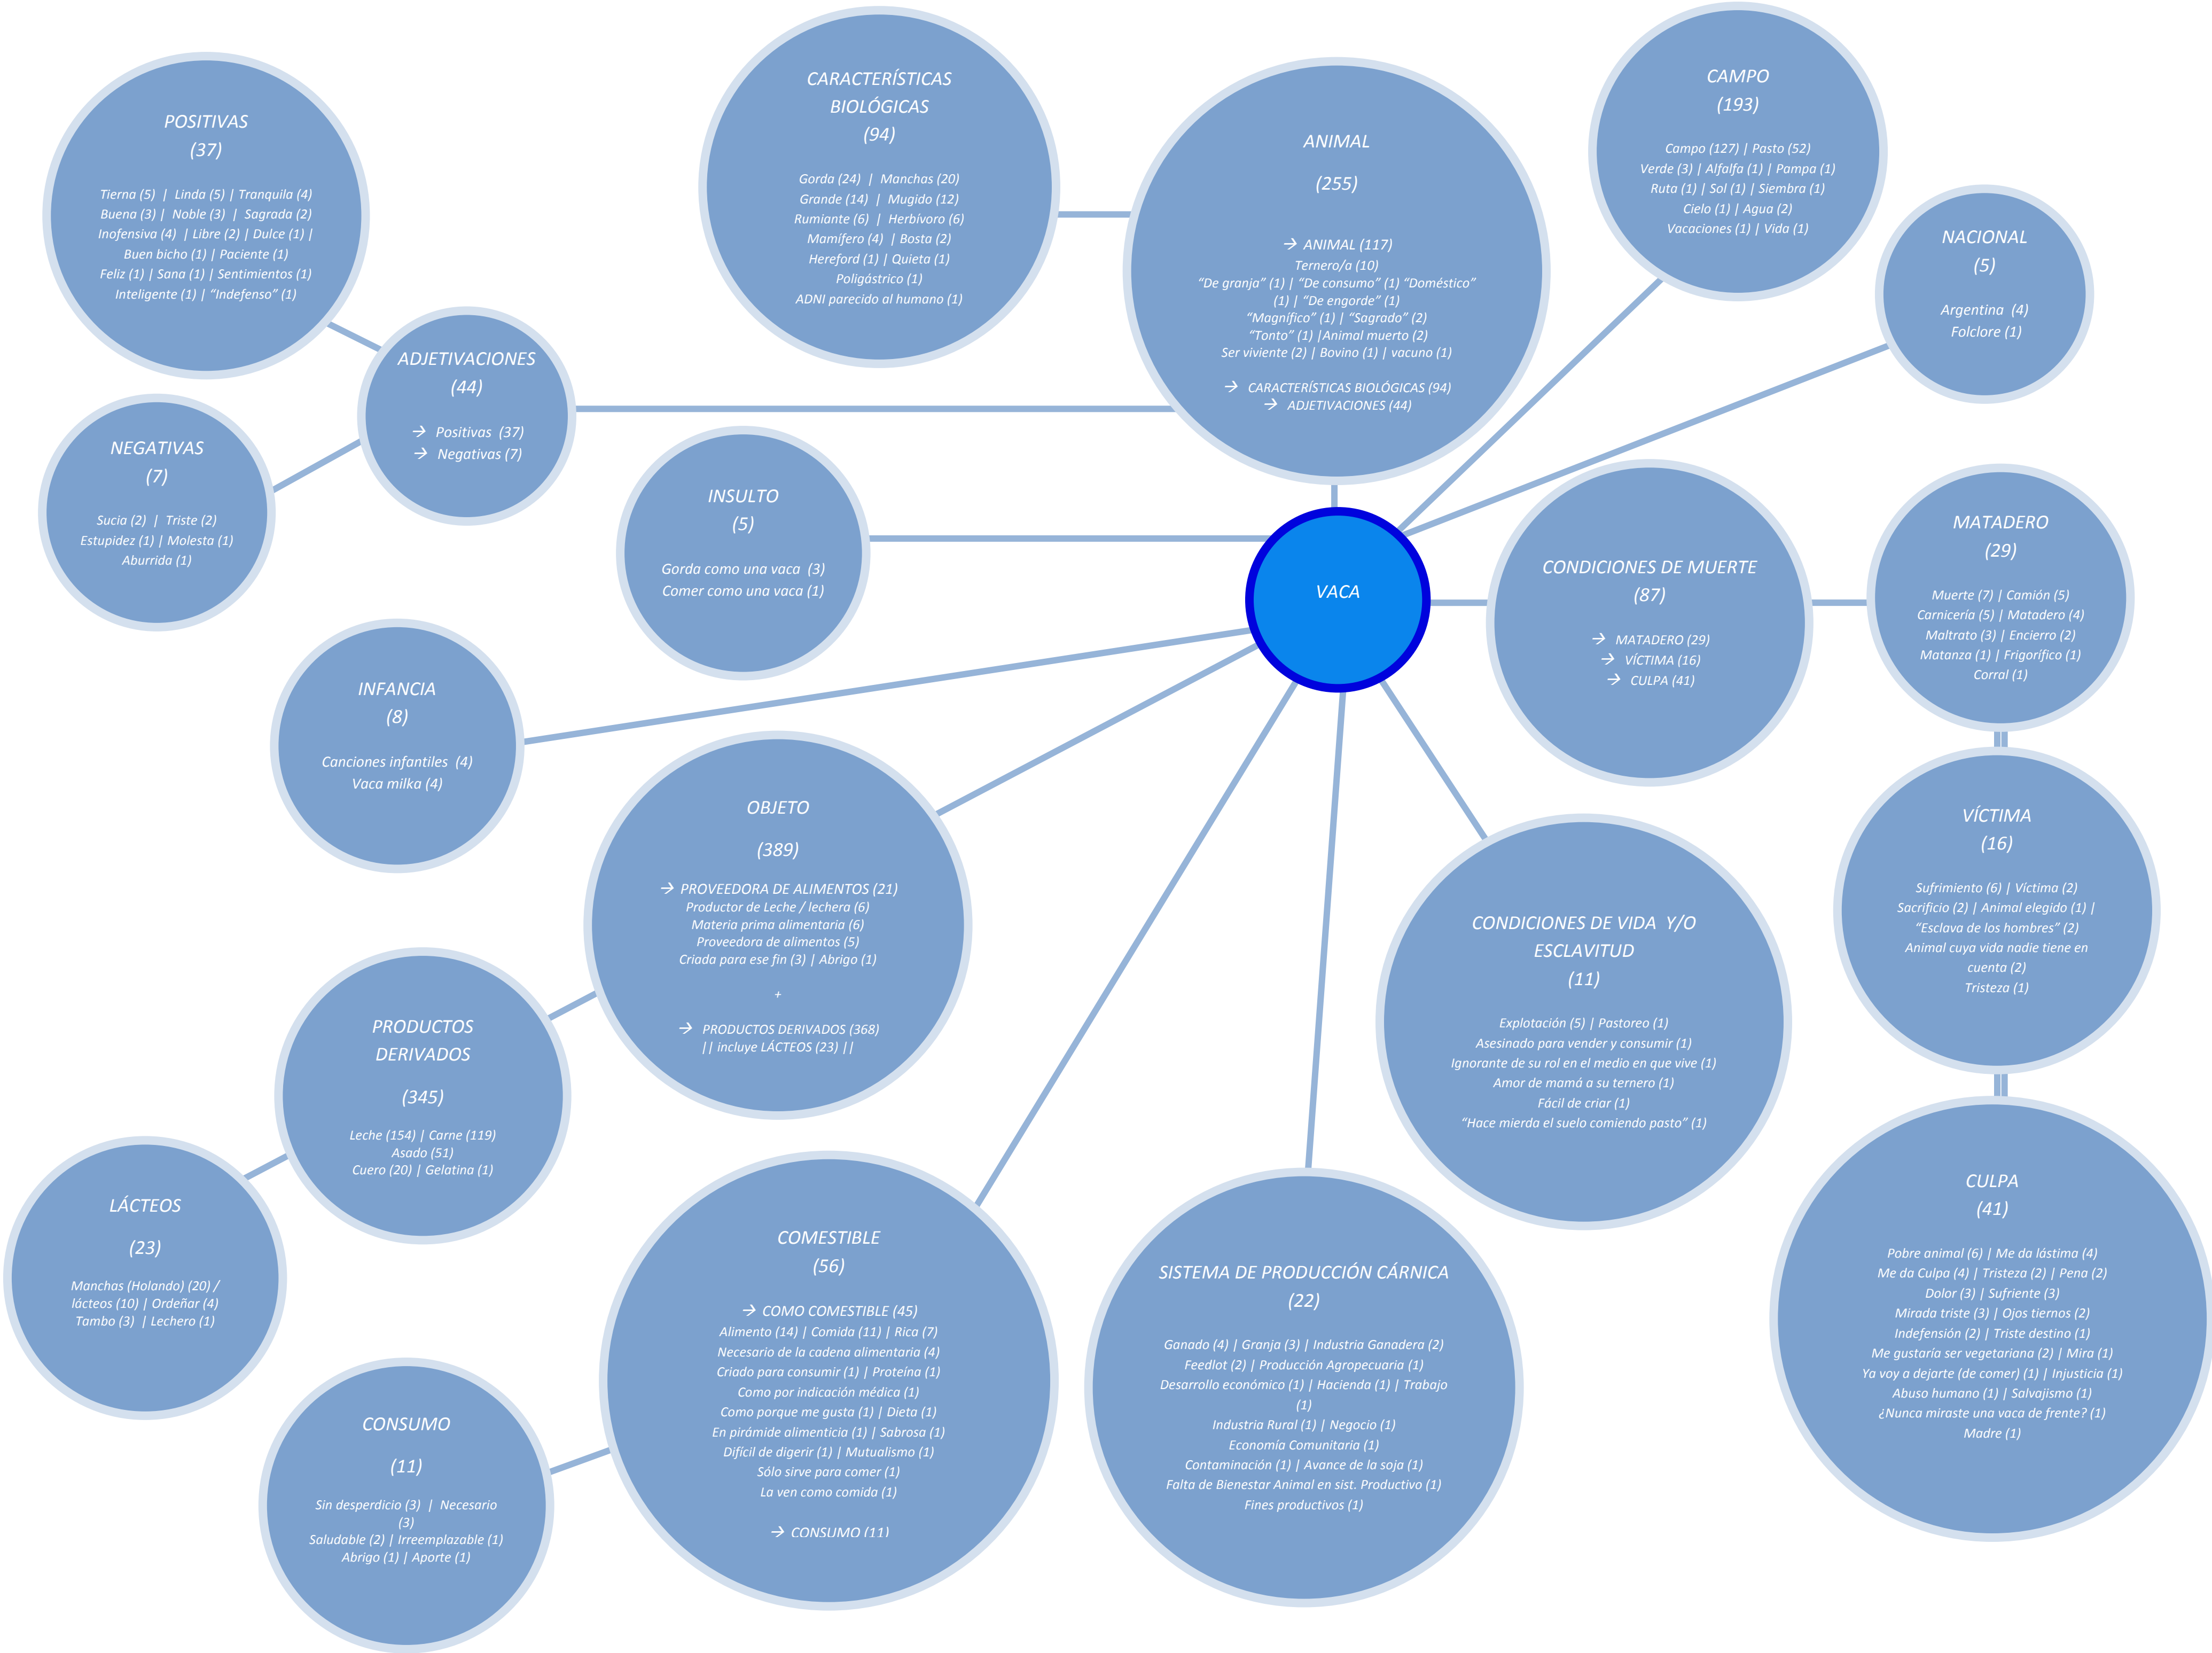 POSITIVAS
(37)
Tierna (5)  |  Linda (5) | Tranquila (4)
Buena (3) |  Noble (3)  |  Sagrada (2)
Inofensiva (4)  | Libre (2) | Dulce (1) |
Buen bicho (1) | Paciente (1)
Feliz (1) | Sana (1) | Sentimientos (1)
Inteligente (1) | “Indefenso” (1)
CARACTERÍSTICAS
BIOLÓGICAS
(94)
Gorda (24)  |  Manchas (20)
Grande (14)  |  Mugido (12)
Rumiante (6)  |  Herbívoro (6)
Mamífero (4)  | Bosta (2)
Hereford (1) | Quieta (1)
Poligástrico (1)
ADNI parecido al humano (1)
ANIMAL
(255)
→ ANIMAL (117)
Ternero/a (10)
“De granja” (1) | “De consumo” (1) “Doméstico”
(1) | “De engorde” (1)
“Magnífico” (1) | “Sagrado” (2)
“Tonto” (1) |Animal muerto (2)
Ser viviente (2) | Bovino (1) | vacuno (1)
→ CARACTERÍSTICAS BIOLÓGICAS (94)
→ ADJETIVACIONES (44)
CAMPO
(193)
Campo (127) | Pasto (52)
Verde (3) | Alfalfa (1) | Pampa (1)
Ruta (1) | Sol (1) | Siembra (1)
Cielo (1) | Agua (2)
Vacaciones (1) | Vida (1)
NACIONAL
(5)
Argentina  (4)
Folclore (1)
ADJETIVACIONES
(44)
→ Positivas  (37)
→ Negativas (7)
NEGATIVAS
(7)
Sucia (2)  |  Triste (2)
Estupidez (1) | Molesta (1)
Aburrida (1)
INSULTO
(5)
Gorda como una vaca  (3)
Comer como una vaca (1)
VACA
CONDICIONES DE MUERTE
(87)
→ MATADERO (29)
→ VÍCTIMA (16)
→ CULPA (41)
MATADERO
(29)
Muerte (7) | Camión (5)
Carnicería (5) | Matadero (4)
Maltrato (3) | Encierro (2)
Matanza (1) | Frigorífico (1)
Corral (1)
INFANCIA
(8)
Canciones infantiles  (4)
Vaca milka (4)
OBJETO
(389)
→ PROVEEDORA DE ALIMENTOS (21)
Productor de Leche / lechera (6)
Materia prima alimentaria (6)
Proveedora de alimentos (5)
Criada para ese fin (3) | Abrigo (1)
+
→ PRODUCTOS DERIVADOS (368)
|| incluye LÁCTEOS (23) ||
VÍCTIMA
(16)
Sufrimiento (6) | Víctima (2)
Sacrificio (2) | Animal elegido (1) |
“Esclava de los hombres” (2)
Animal cuya vida nadie tiene en
cuenta (2)
Tristeza (1)
CONDICIONES DE VIDA  Y/O
ESCLAVITUD
(11)
Explotación (5) | Pastoreo (1)
Asesinado para vender y consumir (1)
Ignorante de su rol en el medio en que vive (1)
Amor de mamá a su ternero (1)
Fácil de criar (1)
“Hace mierda el suelo comiendo pasto” (1)
PRODUCTOS
DERIVADOS
(345)
Leche (154) | Carne (119)
Asado (51)
Cuero (20) | Gelatina (1)
LÁCTEOS
(23)
Manchas (Holando) (20) /
lácteos (10) | Ordeñar (4)
Tambo (3)  | Lechero (1)
COMESTIBLE
(56)
→ COMO COMESTIBLE (45)
Alimento (14) | Comida (11) | Rica (7)
Necesario de la cadena alimentaria (4)
Criado para consumir (1) | Proteína (1)
Como por indicación médica (1)
Como porque me gusta (1) | Dieta (1)
En pirámide alimenticia (1) | Sabrosa (1)
Difícil de digerir (1) | Mutualismo (1)
Sólo sirve para comer (1)
La ven como comida (1)
→ CONSUMO (11)
SISTEMA DE PRODUCCIÓN CÁRNICA
(22)
Ganado (4) | Granja (3) | Industria Ganadera (2)
Feedlot (2) | Producción Agropecuaria (1)
Desarrollo económico (1) | Hacienda (1) | Trabajo
(1)
Industria Rural (1) | Negocio (1)
Economía Comunitaria (1)
Contaminación (1) | Avance de la soja (1)
Falta de Bienestar Animal en sist. Productivo (1)
Fines productivos (1)
CULPA
(41)
Pobre animal (6) | Me da lástima (4)
Me da Culpa (4) | Tristeza (2) | Pena (2)
Dolor (3) | Sufriente (3)
Mirada triste (3) | Ojos tiernos (2)
Indefensión (2) | Triste destino (1)
Me gustaría ser vegetariana (2) | Mira (1)
Ya voy a dejarte (de comer) (1) | Injusticia (1)
Abuso humano (1) | Salvajismo (1)
¿Nunca miraste una vaca de frente? (1)
Madre (1)
CONSUMO
(11)
Sin desperdicio (3)  |  Necesario
(3)
Saludable (2) | Irreemplazable (1)
Abrigo (1) | Aporte (1)